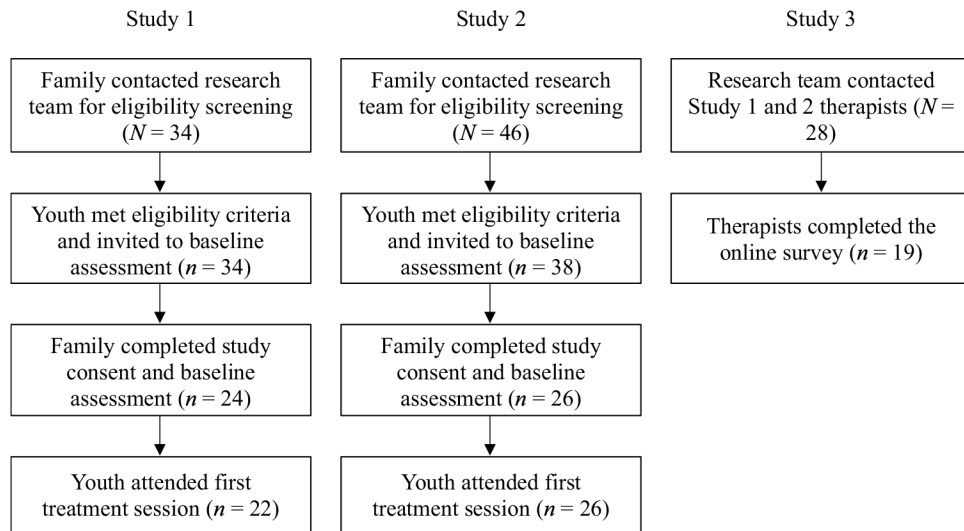 Study 1
Family contacted research
team for eligibility screening
(N = 34)
Youth met eligibility criteria
and invited to baseline
assessment (n = 34)
Family completed study
consent and baseline
assessment (n = 24)
Youth attended first
treatment session (n = 22)
Study 2
Family contacted research
team for eligibility screening
(N = 46)
Youth met eligibility criteria
and invited to baseline
assessment (n = 38)
Family completed study
consent and baseline
assessment (n = 26)
Youth attended first
treatment session (n = 26)
Study 3
Research team contacted
Study 1 and 2 therapists (N =
28)
Therapists completed the
online survey (n = 19)